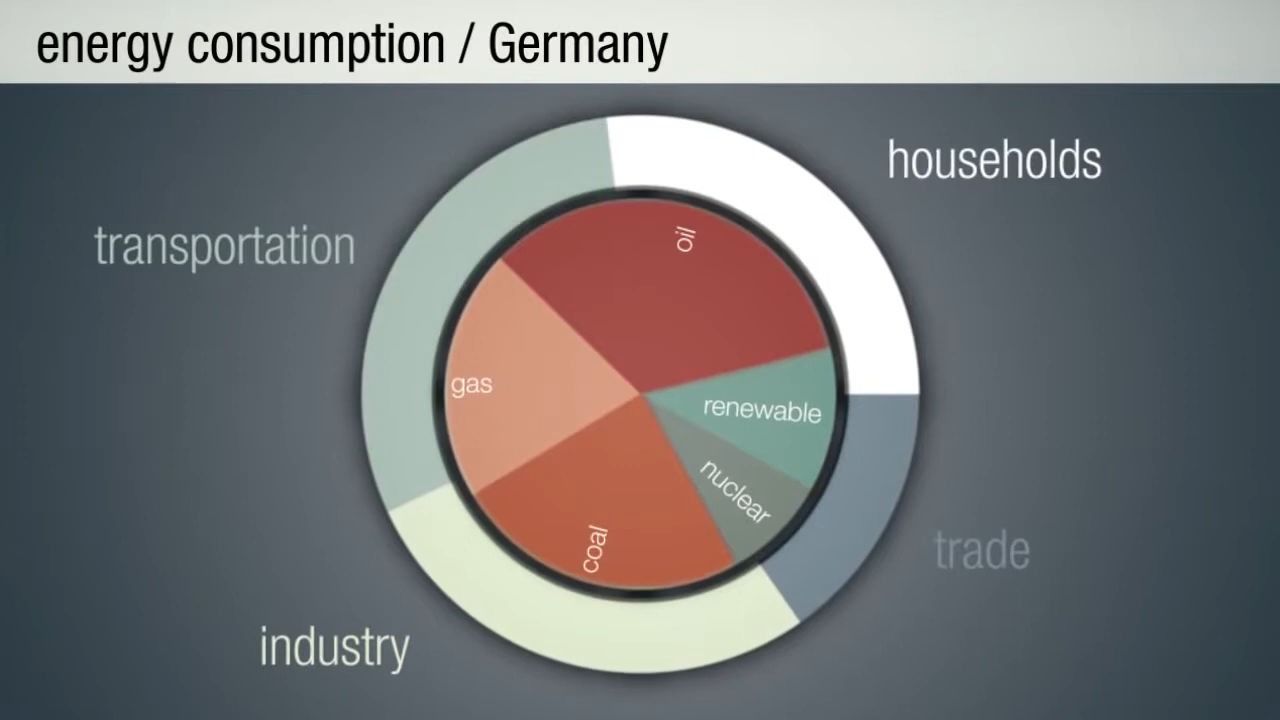 energy consumption / Germany
households
transportation
oil
gas
renewable
nuclear
coal
trade
industry